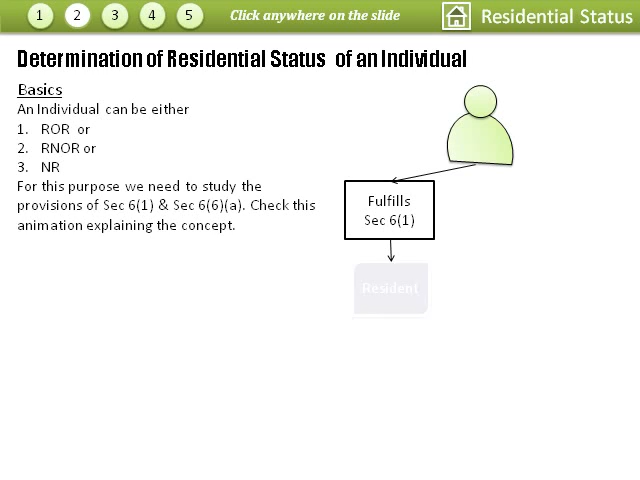 1 2 3 4 5 Click anywhere on the slide Residential Status
Determination of Residential Status of an Individual
Basics
An Individual can be either
1. ROR or
2. RNOR or
3. NR
For this purpose we need to study the
provisions of Sec 6(1) & Sec 6(6)(a). Check this
animation explaining the concept.
Fulfills
Sec 6(1)
Resident